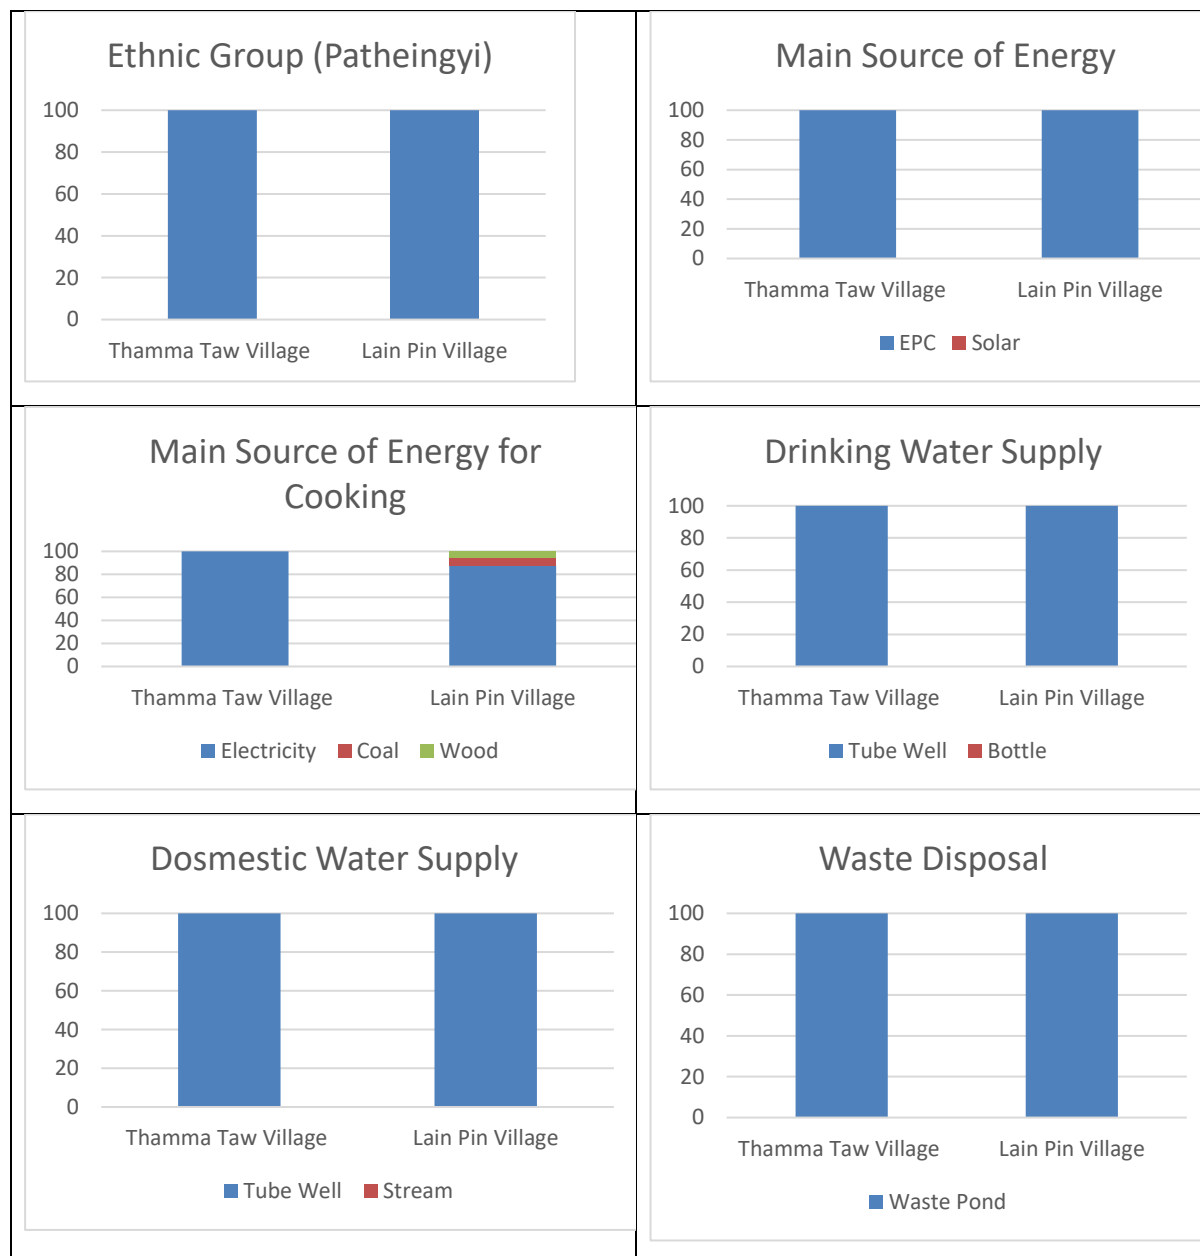 Ethnic Group (Patheingyi)
100
80
60
40
20
0
Thamma Taw Village Lain Pin Village
Main Source of Energy
100
80
60
40
20
0
Thamma Taw Village Lain Pin Village
EPC Solar
Main Source of Energy for
Cooking
100
80
60
40
20
0
Thamma Taw Village Lain Pin Village
Electricity Coal Wood
Drinking Water Supply
100
80
60
40
20
0
Thamma Taw Village Lain Pin Village
Tube Well Bottle
Dosmestic Water Supply
100
80
60
40
20
0
Thamma Taw Village Lain Pin Village
Tube Well Stream
Waste Disposal
100
80
60
40
20
0
Thamma Taw Village Lain Pin Village
Waste Pond